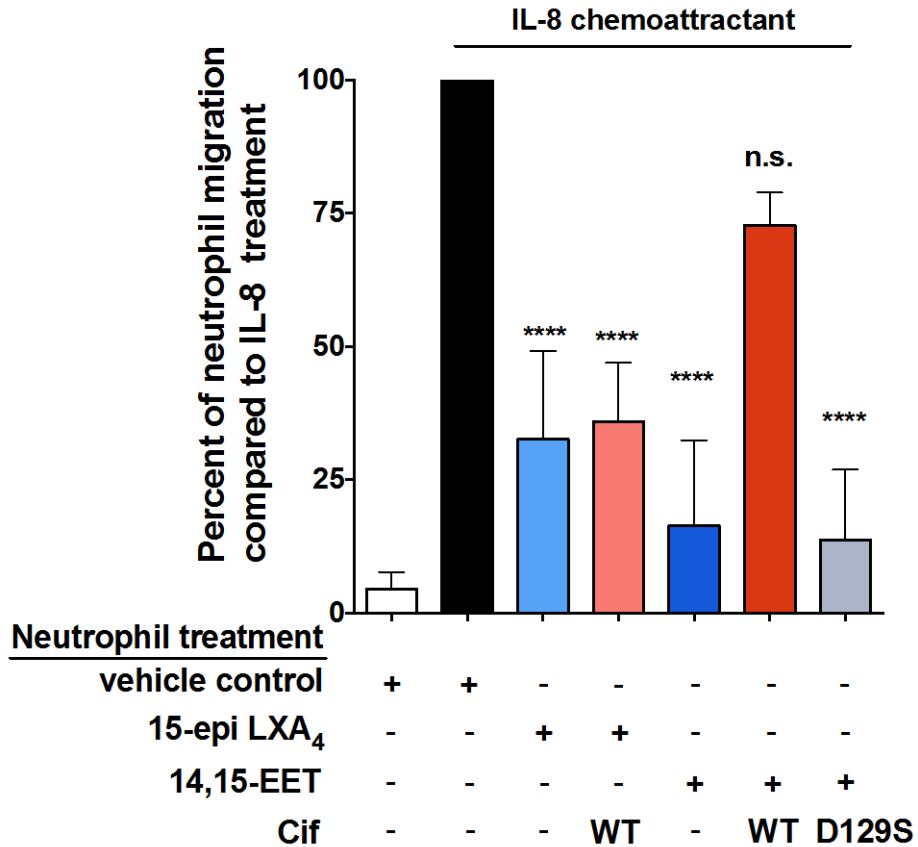 IL-8 chemoattractant
Percent of neutrophil migration
compared to IL-8 treatment
100
75
50
25
0
n.s.
****
****
****
****
Neutrophil treatment
vehicle control + + - - - - -
15-epi LXA₄ - - + + - - -
14,15-EET - - - - + + +
Cif - - - WT - WT D129S